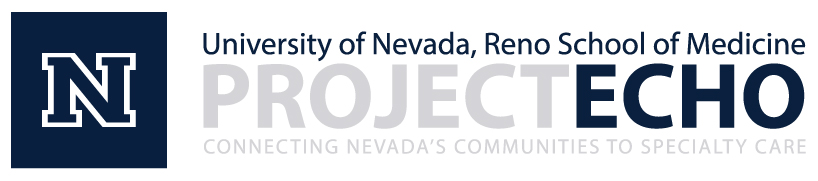 N
University of Nevada, Reno School of Medicine
PROJECTECHO
CONNECTING NEVADA'S COMMUNITIES TO SPECIALTY CARE